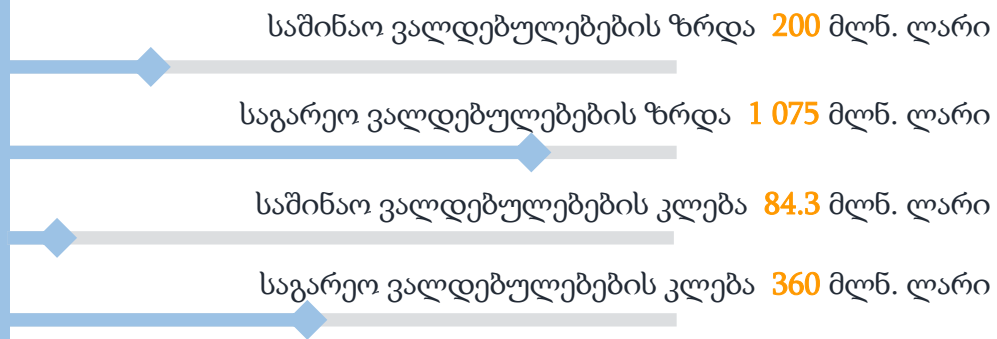 საშინაო ვალდებულებების ზრდა 200 მლნ. ლარი
საგარეო ვალდებულებების ზრდა 1 075 მლნ. ლარი
საშინაო ვალდებულებების კლება 84.3 მლნ. ლარი
საგარეო ვალდებულებების კლება 360 მლნ. ლარი